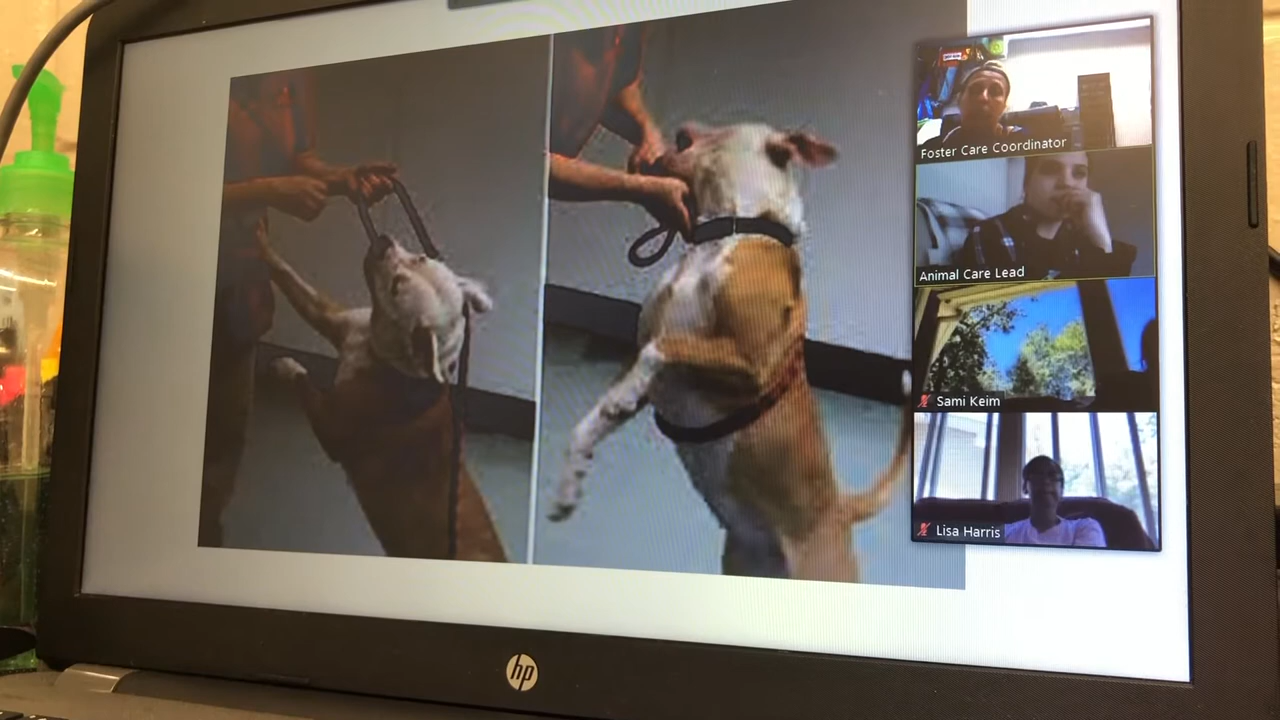 Foster Care Coordinator
Animal Care Lead
Sami Keim
Lisa Harris
hp